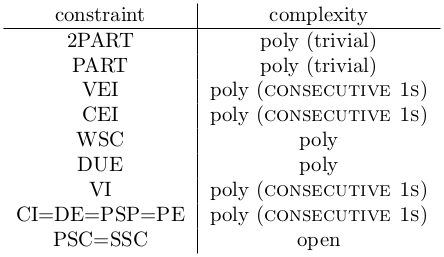 constraint complexity
2PART poly (trivial)
PART poly (trivial)
VEI poly (CONSECUTIVE 1S)
CEI poly (CONSECUTIVE 1S)
WSC poly
DUE poly
VI poly (CONSECUTIVE 1S)
CI=DE=PSP=PE poly (CONSECUTIVE 1S)
PSC=SSC open